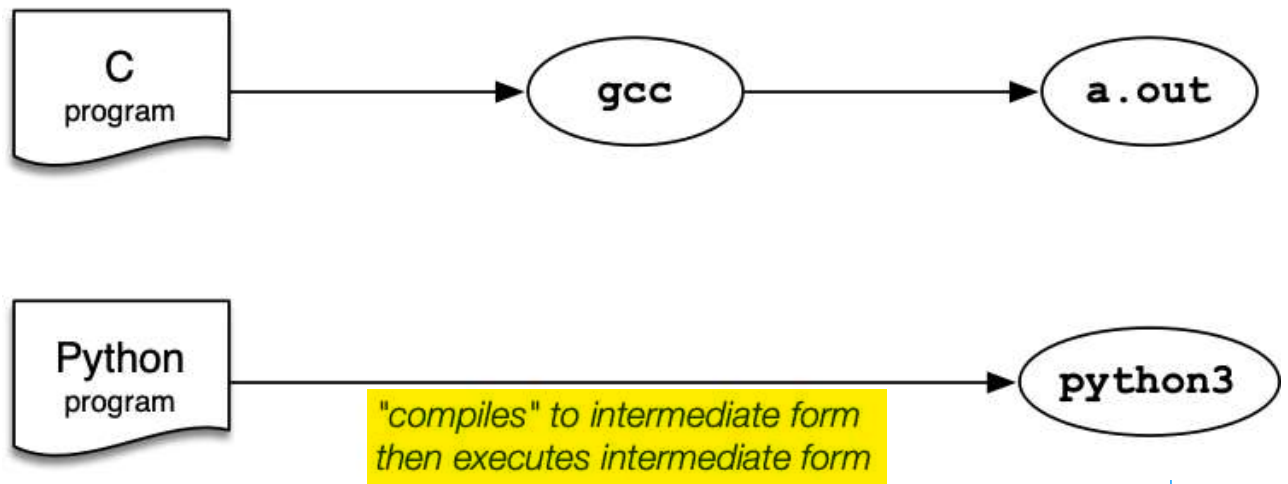 C
program
gcc
a.out
Python
program
python3
"compiles" to intermediate form
then executes intermediate form